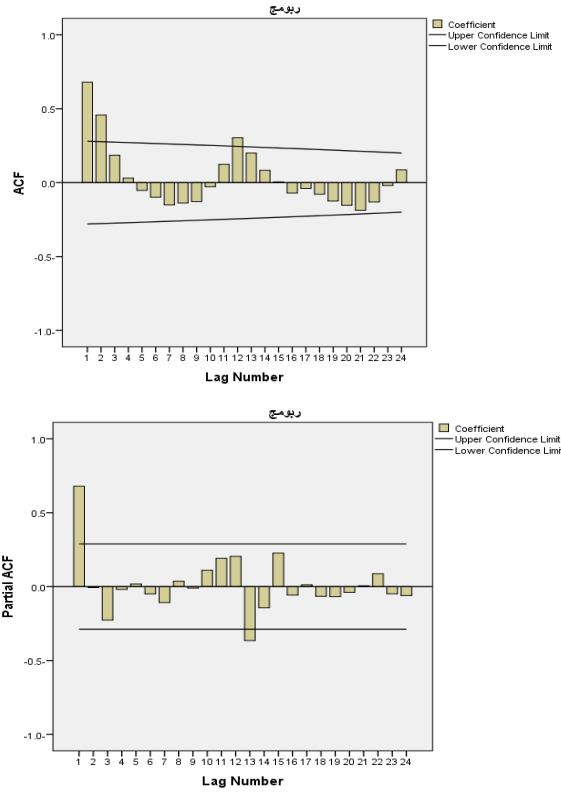 ربومج
Coefficient
Upper Confidence Limit
Lower Confidence Limit
1.0
0.5
0.0
-0.5-
-1.0-
ACF
1 2 3 4 5 6 7 8 9 10 11 12 13 14 15 16 17 18 19 20 21 22 23 24
Lag Number
ربومج
Coefficient
Upper Confidence Limit
Lower Confidence Limit
1.0
0.5
0.0
-0.5-
-1.0-
Partial ACF
1 2 3 4 5 6 7 8 9 10 11 12 13 14 15 16 17 18 19 20 21 22 23 24
Lag Number